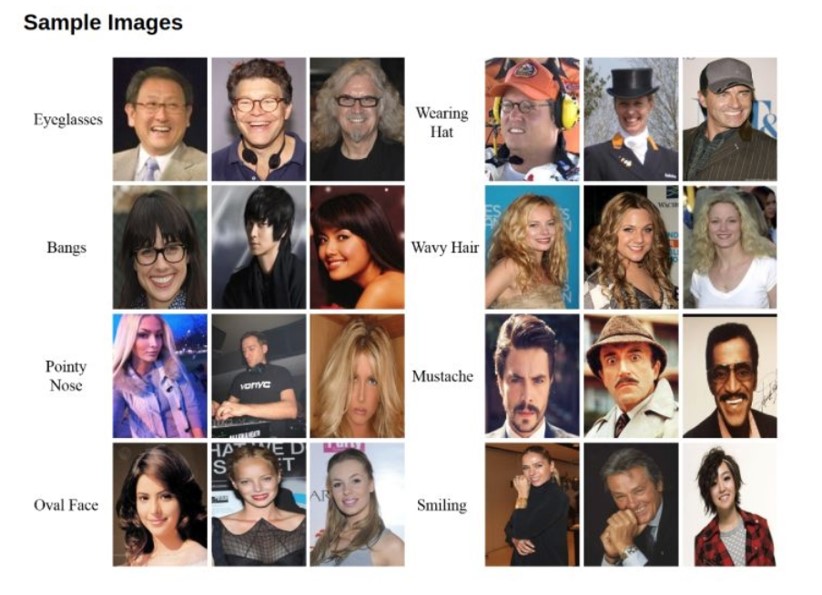 Sample Images
Eyeglasses
Wearing
Hat
Bangs
Wavy Hair
Pointy
Nose
Mustache
Oval Face
Smiling